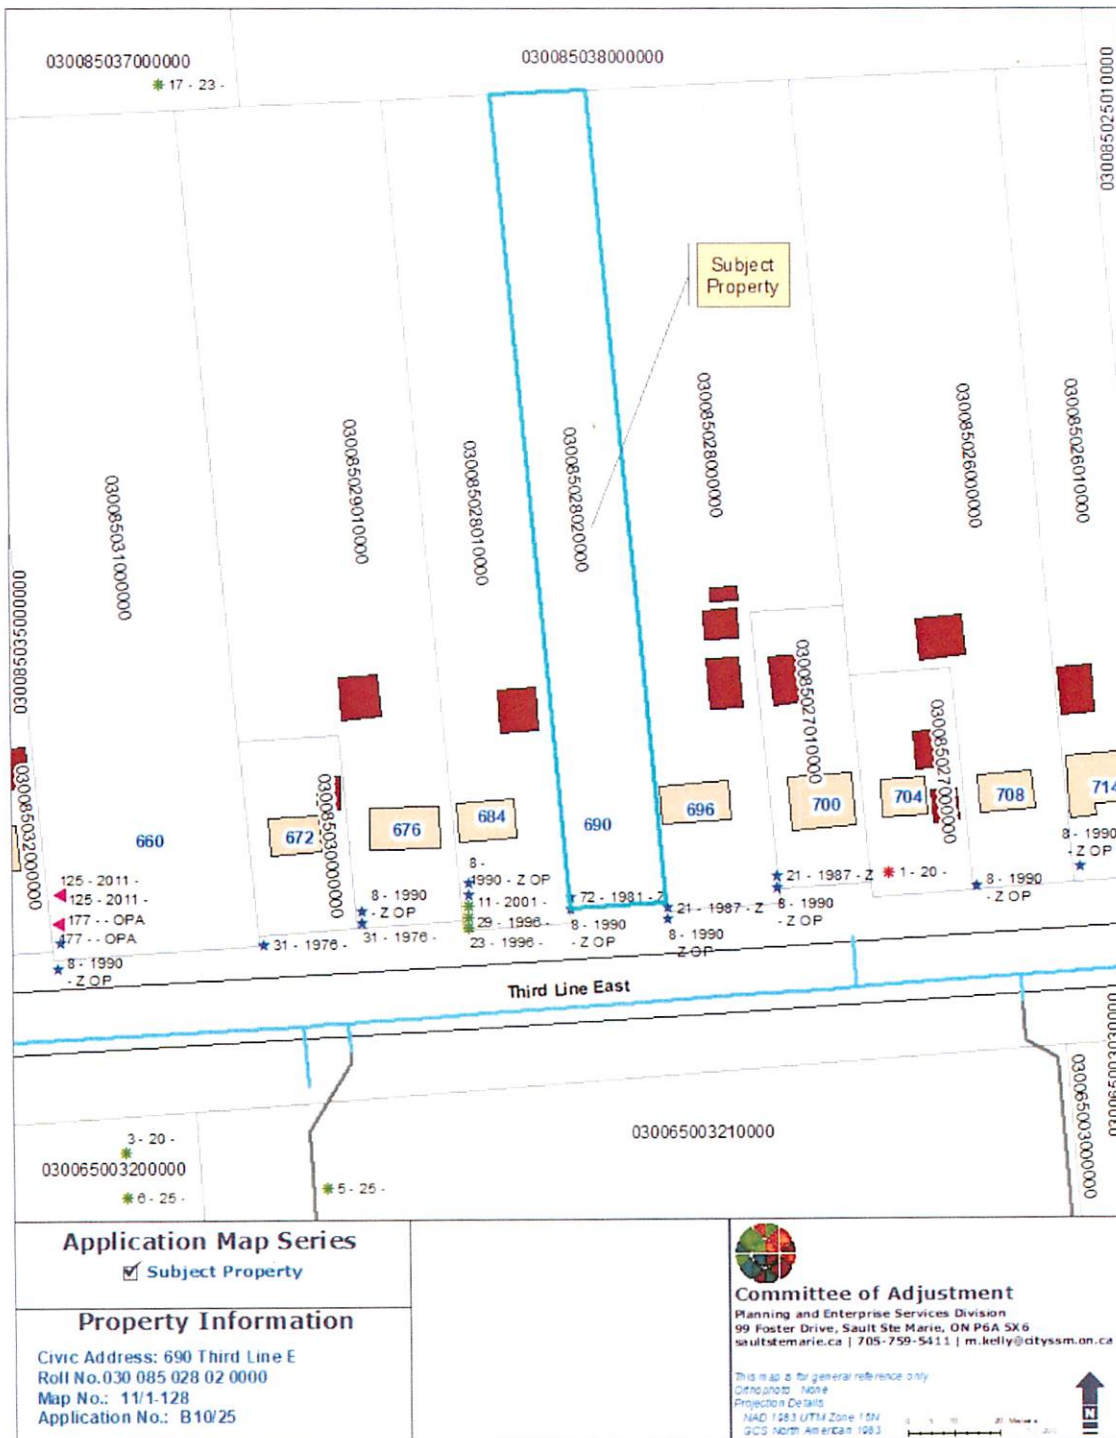 030085037000000
17 - 23 -
030085038000000
030085025010000
Subject
Property
030085035000000
030085031000000
030085029010000
030085028010000
030085028020000
030085028000000
030085026000000
030085026010000
030085032000000
030085030000000
030085027010000
030085027000000
660
672
676
684
690
696
700
704
708
714
125 - 2011 -
125 - 2011 -
177 - - OPA
177 - - OPA
8 - 1990
- Z OP
31 - 1976 -
8 - 1990
- Z OP
31 - 1976 -
8 -
1990 - Z OP
11 - 2001 -
29 - 1996 -
23 - 1996 -
72 - 1981 - Z
8 - 1990
- Z OP
21 - 1987 - Z
8 - 1990
- Z OP
21 - 1987 - Z
8 - 1990
- Z OP
1 - 20 -
8 - 1990
- Z OP
8 - 1990
- Z OP
Third Line East
3 - 20 -
030065003200000
6 - 25 -
5 - 25 -
030065003210000
030065003000000
030065003030000
Application Map Series
Subject Property
Property Information
Civic Address: 690 Third Line E
Roll No.030 085 028 02 0000
Map No.: 11/1-128
Application No.: B10/25
Committee of Adjustment
Planning and Enterprise Services Division
99 Foster Drive, Sault Ste Marie, ON P6A 5X6
saultstemarie.ca | 705-759-5411 | m.kelly@cityssm.on.ca
This map is for general reference only
Orthophoto: None
Projection Details:
NAD 1983 UTM Zone 16N
GCS North American 1983
N